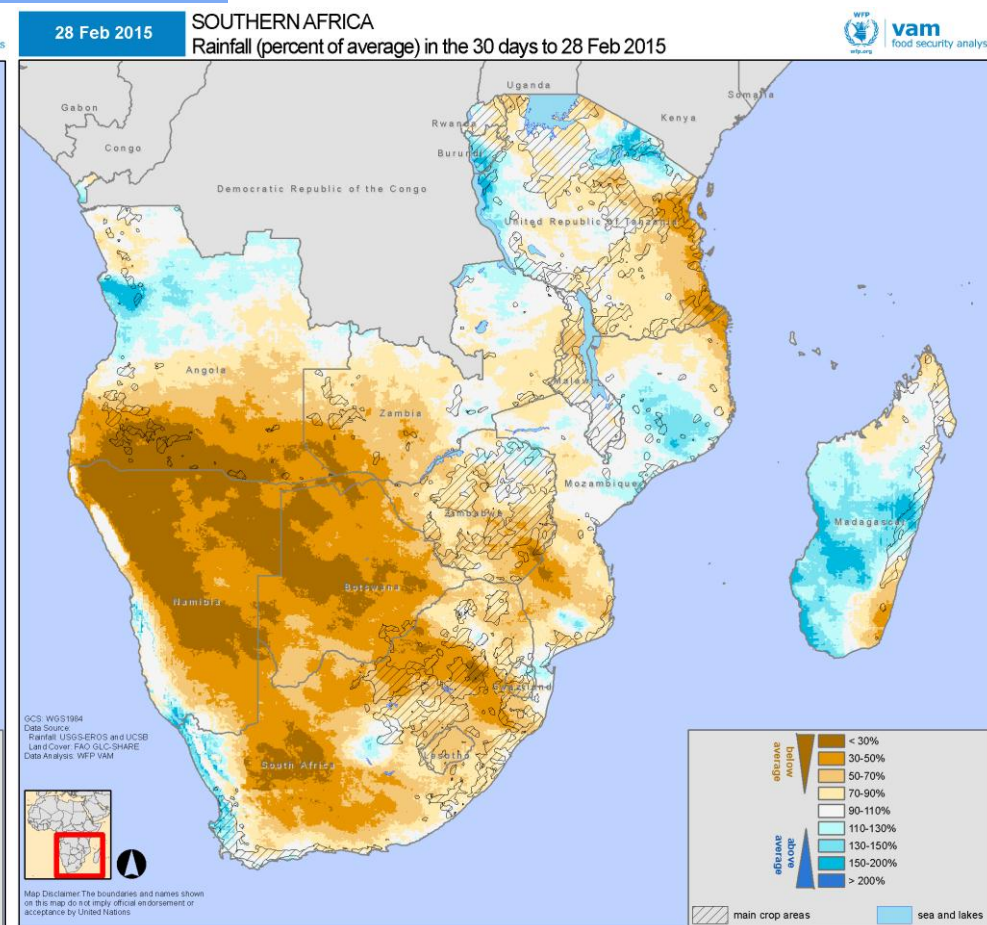 28 Feb 2015
SOUTHERN AFRICA
Rainfall (percent of average) in the 30 days to 28 Feb 2015
WFP
wfp.org
vam
food security analys
s
Gabon
Congo
Uganda
Somalia
Kenya
Rwanda
Burundi
Democratic Republic of the Congo
United Republic of Tanzania
Angola
Zambia
Malawi
Mozambique
Zimbabwe
Madagascar
Namibia
Botswana
Swaziland
Lesotho
South Africa
GCS: WGS1984
Data Source:
Rainfall: USGS-EROS and UCSB
Land Cover: FAO GLC-SHARE
Data Analysis: WFP VAM
Map Disclaimer:The boundaries and names shown
on this map do not imply official endorsement or
acceptance by United Nations
below
average
< 30%
30-50%
50-70%
70-90%
90-110%
110-130%
130-150%
150-200%
> 200%
above
average
main crop areas
sea and lakes